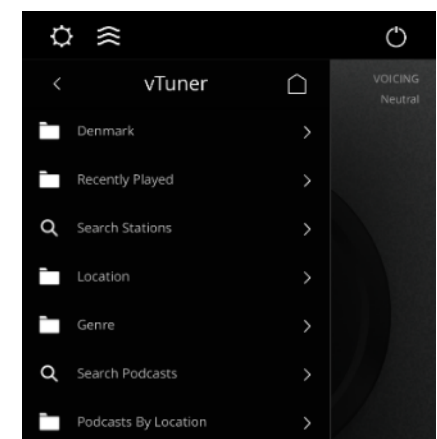 vTuner
VOICING
Neutral
Denmark
Recently Played
Search Stations
Location
Genre
Search Podcasts
Podcasts By Location